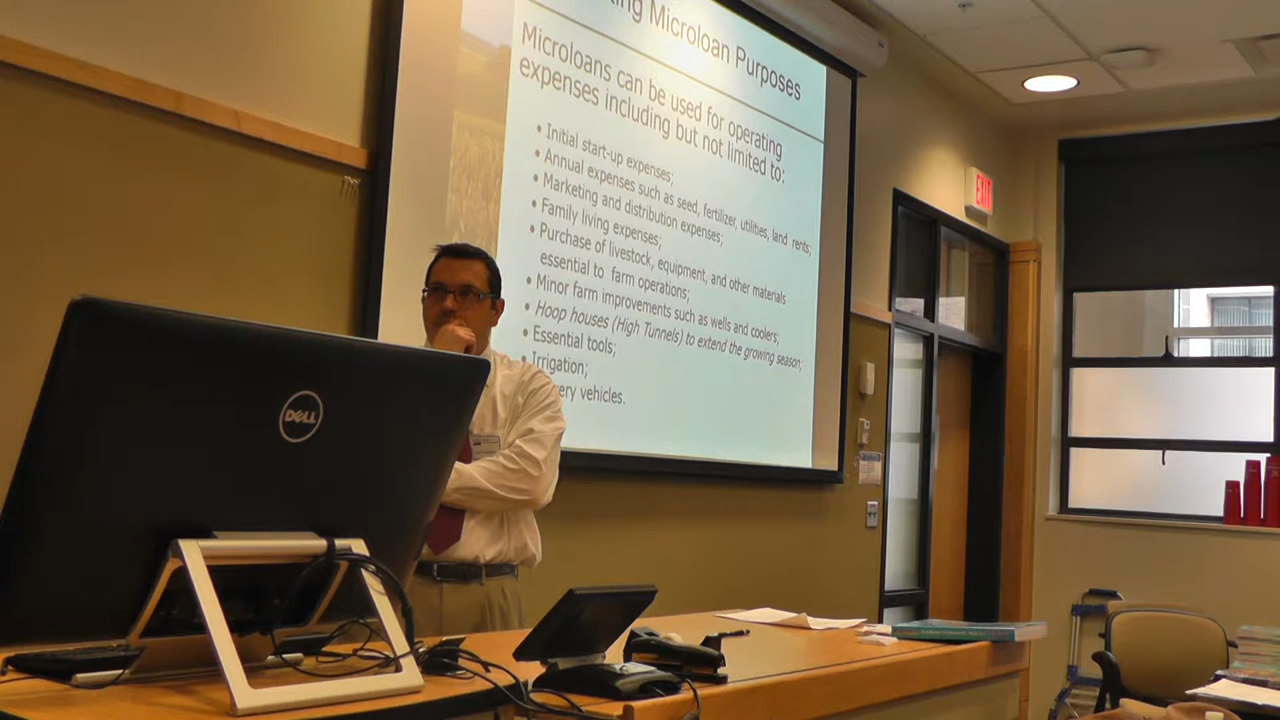 ing Microloan Purposes
Microloans can be used for operating
expenses including but not limited to:
• Initial start-up expenses;
• Annual expenses such as seed, fertilizer, utilities, land rents;
• Marketing and distribution expenses;
• Family living expenses;
• Purchase of livestock, equipment, and other materials
essential to farm operations;
• Minor farm improvements such as wells and coolers;
• Hoop houses (High Tunnels) to extend the growing season;
• Essential tools;
• Irrigation;
very vehicles.
EXIT
DELL